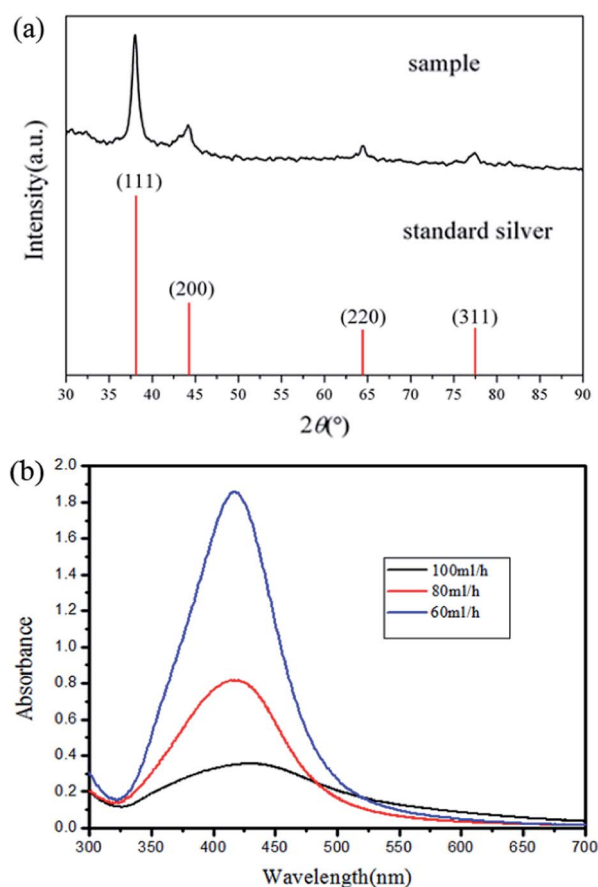 (a)
sample
(111)
standard silver
(200)
(220)
(311)
Intensity(a.u.)
30 35 40 45 50 55 60 65 70 75 80 85 90
2θ(°)
(b)
2.0
1.8
1.6
1.4
1.2
1.0
0.8
0.6
0.4
0.2
0.0
Absorbance
100ml/h
80ml/h
60ml/h
300 350 400 450 500 550 600 650 700
Wavelength(nm)